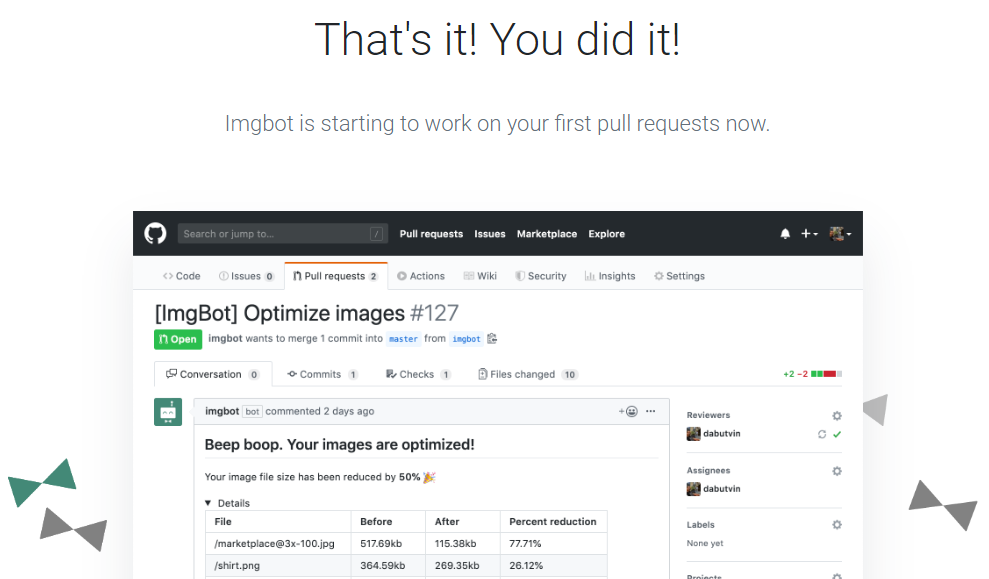 That's it! You did it!
Imgbot is starting to work on your first pull requests now.
Search or jump to... / Pull requests Issues Marketplace Explore
Code Issues 0 Pull requests 2 Actions Wiki Security Insights Settings
[ImgBot] Optimize images #127
Open imgbot wants to merge 1 commit into master from imgbot
Conversation 0 Commits 1 Checks 1 Files changed 10 +2 −2
imgbot bot commented 2 days ago
Beep boop. Your images are optimized!
Your image file size has been reduced by 50% 🎉
Details
File Before After Percent reduction
/marketplace@3x-100.jpg 517.69kb 115.38kb 77.71%
/shirt.png 364.59kb 269.35kb 26.12%
Reviewers
dabutvin
Assignees
dabutvin
Labels
None yet
Projects